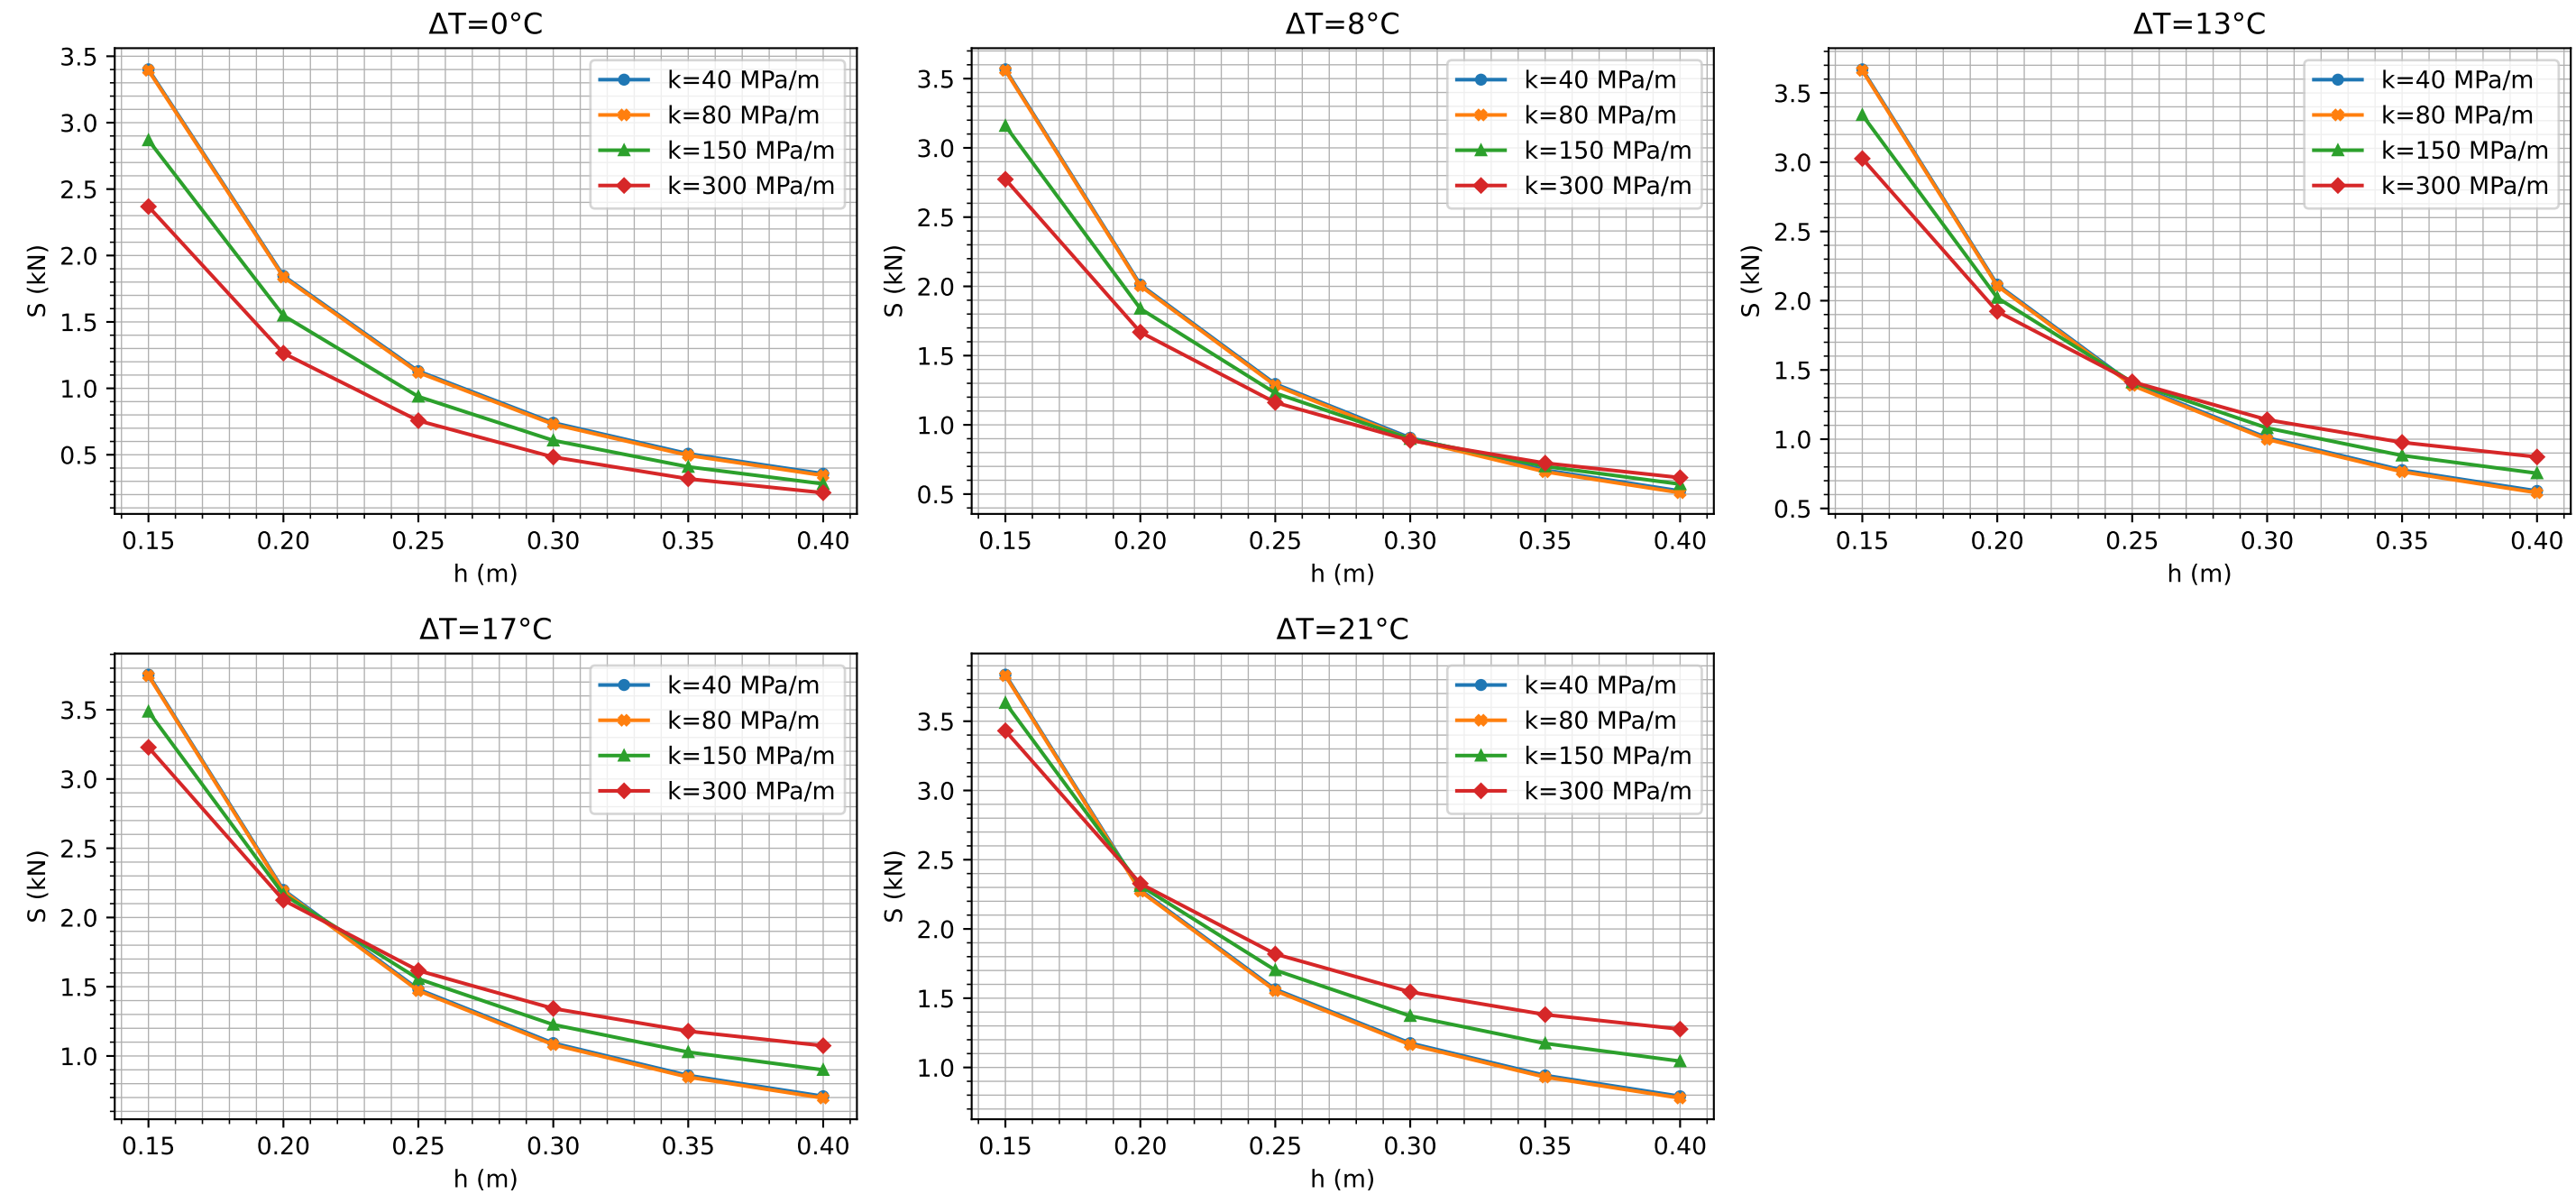 ΔT=0°C
3.5
3.0
2.5
2.0
1.5
1.0
0.5
S (kN)
k=40 MPa/m
k=80 MPa/m
k=150 MPa/m
k=300 MPa/m
0.15 0.20 0.25 0.30 0.35 0.40
h (m)
ΔT=8°C
3.5
3.0
2.5
2.0
1.5
1.0
0.5
S (kN)
k=40 MPa/m
k=80 MPa/m
k=150 MPa/m
k=300 MPa/m
0.15 0.20 0.25 0.30 0.35 0.40
h (m)
ΔT=13°C
3.5
3.0
2.5
2.0
1.5
1.0
0.5
S (kN)
k=40 MPa/m
k=80 MPa/m
k=150 MPa/m
k=300 MPa/m
0.15 0.20 0.25 0.30 0.35 0.40
h (m)
ΔT=17°C
3.5
3.0
2.5
2.0
1.5
1.0
S (kN)
k=40 MPa/m
k=80 MPa/m
k=150 MPa/m
k=300 MPa/m
0.15 0.20 0.25 0.30 0.35 0.40
h (m)
ΔT=21°C
3.5
3.0
2.5
2.0
1.5
1.0
S (kN)
k=40 MPa/m
k=80 MPa/m
k=150 MPa/m
k=300 MPa/m
0.15 0.20 0.25 0.30 0.35 0.40
h (m)